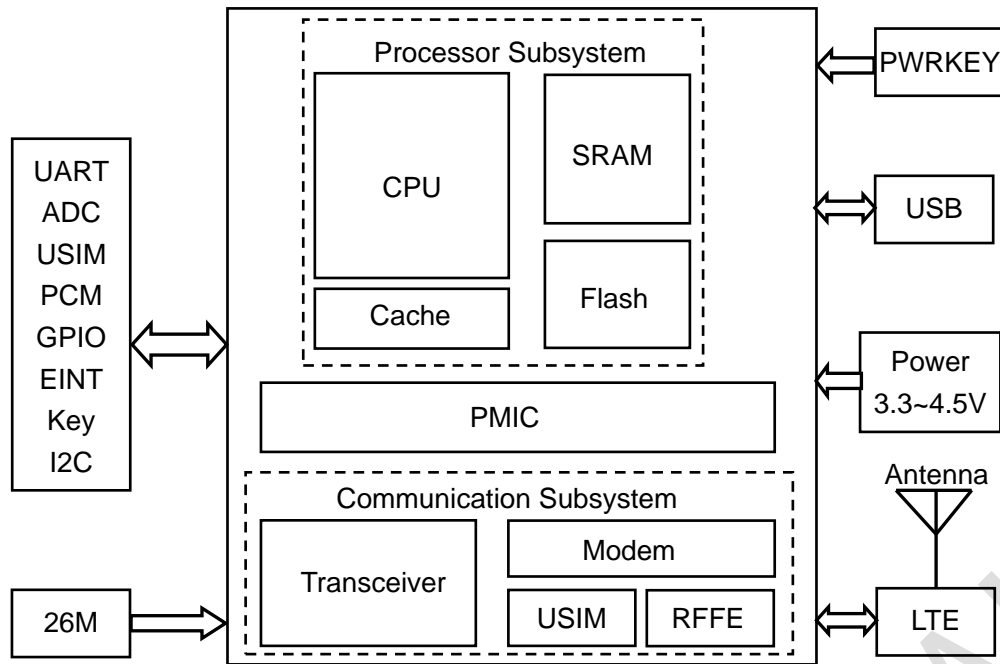 Processor Subsystem
CPU
SRAM
Cache
Flash
PMIC
Communication Subsystem
Transceiver
Modem
USIM
RFFE
UART
ADC
USIM
PCM
GPIO
EINT
Key
I2C
26M
PWRKEY
USB
Power
3.3~4.5V
Antenna
LTE